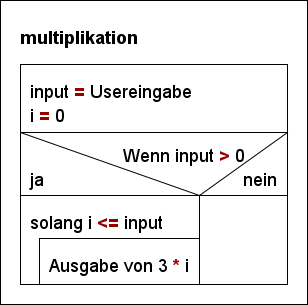 multiplikation
input = Usereingabe
i = 0
Wenn input > 0
ja
nein
solang i <= input
Ausgabe von 3 * i